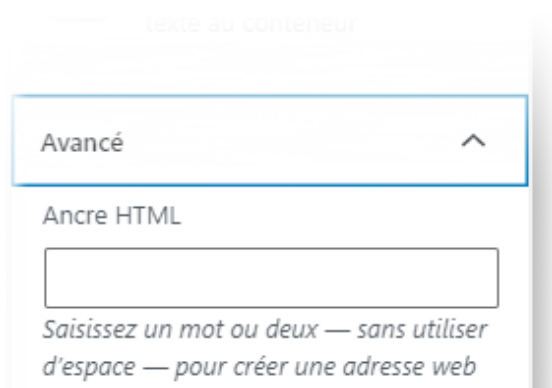 texte au conteneur
Avancé
Ancre HTML
Saisissez un mot ou deux — sans utiliser
d'espace — pour créer une adresse web